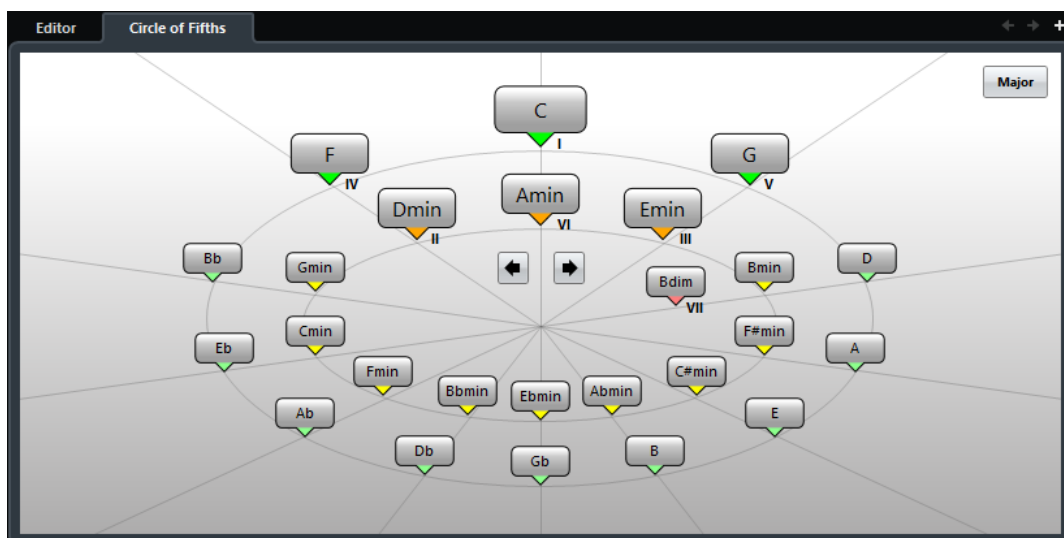 Editor
Circle of Fifths
Major
C
I
F
IV
G
V
Dmin
II
Amin
VI
Emin
III
Bb
Gmin
Bdim
VII
Bmin
D
Eb
Cmin
F#min
A
Fmin
C#min
Bbmin
Ebmin
Abmin
Ab
E
Db
Gb
B